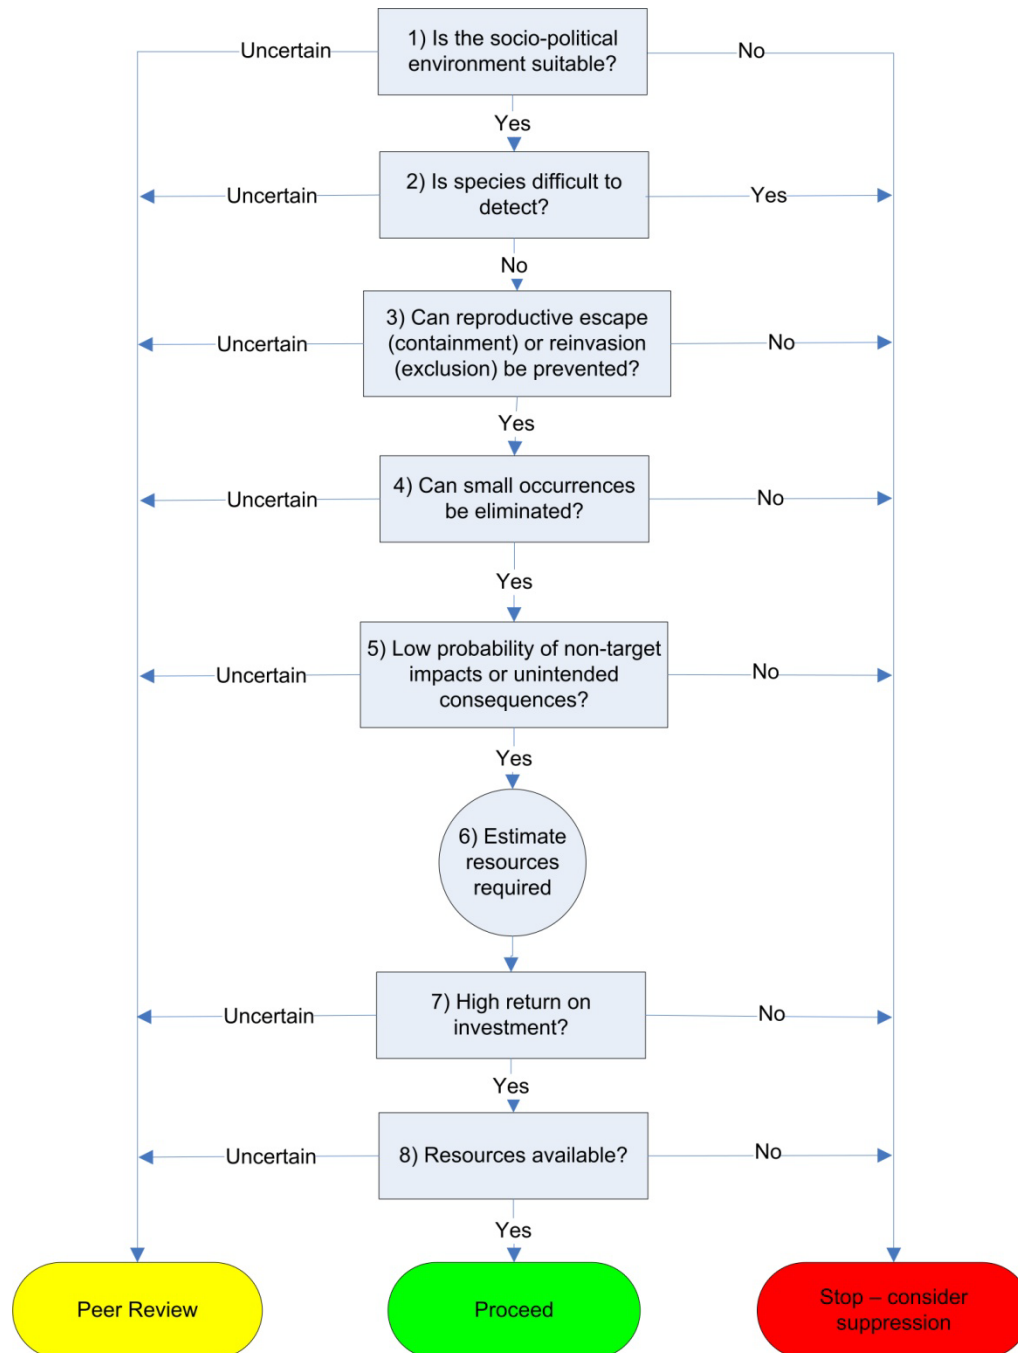 1) Is the socio-political
environment suitable?
Uncertain
No
Yes
2) Is species difficult to
detect?
Uncertain
Yes
No
3) Can reproductive escape
(containment) or reinvasion
(exclusion) be prevented?
Uncertain
No
Yes
4) Can small occurrences
be eliminated?
Uncertain
No
Yes
5) Low probability of non-target
impacts or unintended
consequences?
Uncertain
No
Yes
6) Estimate
resources
required
7) High return on
investment?
Uncertain
No
Yes
8) Resources available?
Uncertain
No
Yes
Peer Review
Proceed
Stop – consider
suppression